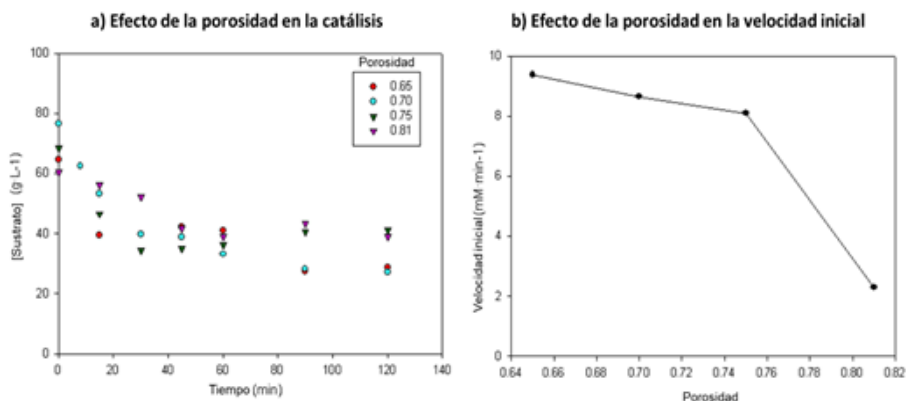 a) Efecto de la porosidad en la catálisis
100
80
60
40
20
0
[Sustrato] (g·L-1)
Porosidad
0.65
0.70
0.75
0.81
0 20 40 60 80 100 120 140
Tiempo (min)
b) Efecto de la porosidad en la velocidad inicial
10
8
6
4
2
0
Velocidad inicial (mM·min-1)
0.64 0.66 0.68 0.70 0.72 0.74 0.76 0.78 0.80 0.82
Porosidad